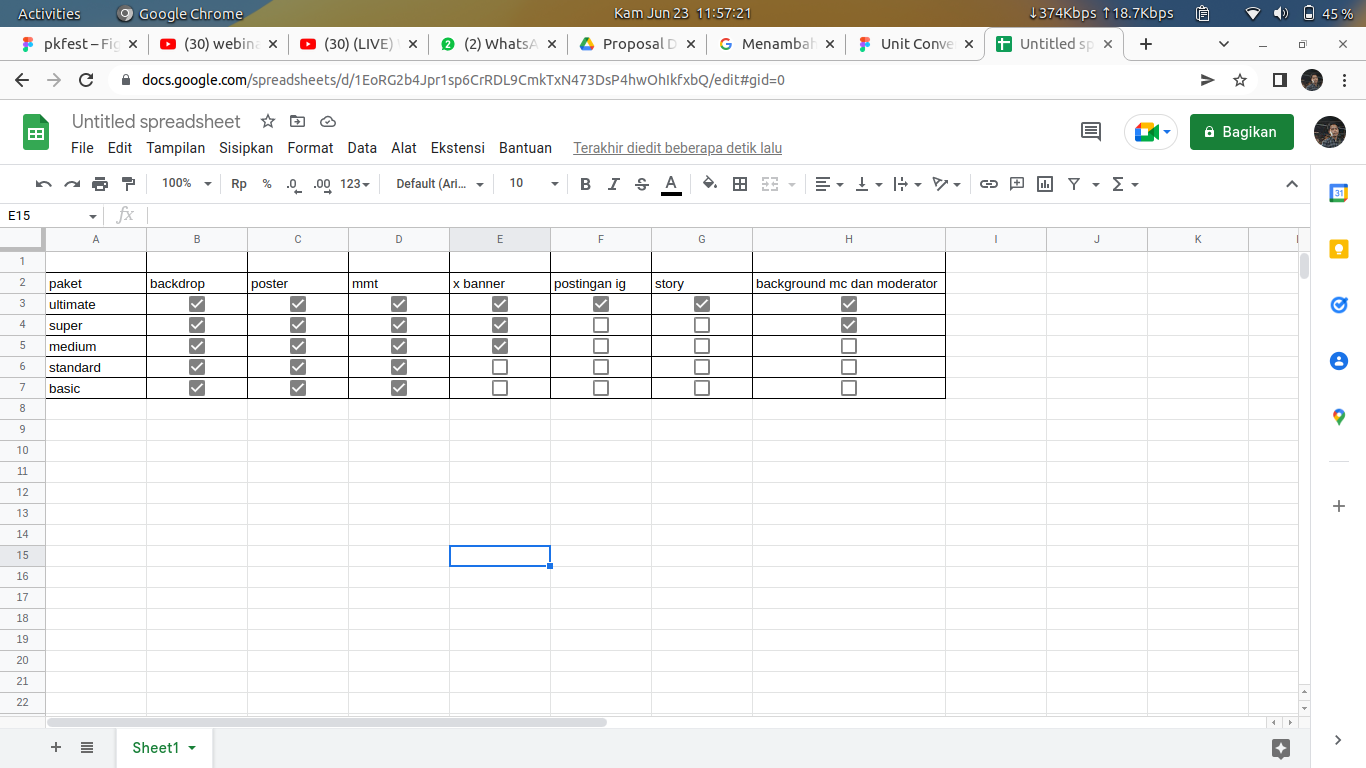 Activities Google Chrome Kam Jun 23 11:57:21 ↓374Kbps ↑18.7Kbps 45 %
pkfest – Fig (30) webina (30) (LIVE) (2) WhatsA Proposal D Menambah Unit Conve Untitled sp
docs.google.com/spreadsheets/d/1EoRG2b4Jpr1sp6CrRDL9CmkTxN473DsP4hwOhIkfxbQ/edit#gid=0
Untitled spreadsheet
File Edit Tampilan Sisipkan Format Data Alat Ekstensi Bantuan Terakhir diedit beberapa detik lalu
Bagikan
100% Rp % .0 .00 123 Default (Ari... 10 B I S A
E15 fx
A B C D E F G H I J K
1
2 paket backdrop poster mmt x banner postingan ig story background mc dan moderator
3 ultimate
4 super
5 medium
6 standard
7 basic
8
9
10
11
12
13
14
15
16
17
18
19
20
21
22
Sheet1
31